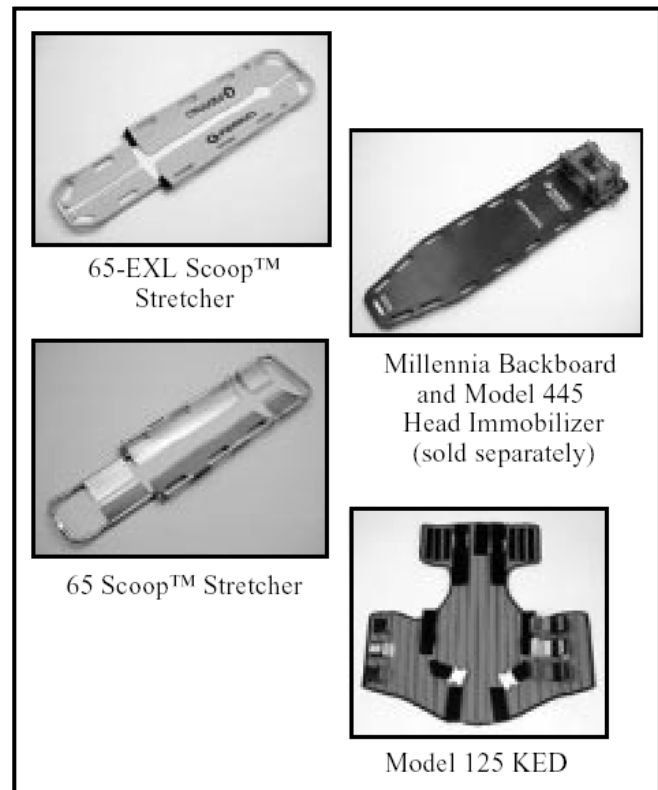 65-EXL Scoop™
Stretcher
Millennia Backboard
and Model 445
Head Immobilizer
(sold separately)
65 Scoop™ Stretcher
Model 125 KED